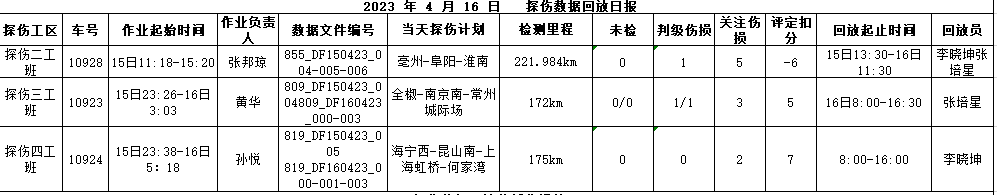 2023 年 4 月 16 日 探伤数据回放日报
探伤工区 车号 作业起始时间 作业负责人 数据文件编号 当天探伤计划 检测里程 未检 判级伤损 关注伤损 评定扣分 回放起止时间 回放员
探伤二工班 10928 15日11:18-15:20 张邦琼 855_DF150423_004-005-006 亳州-阜阳-淮南 221.984km 0 1 5 -6 15日13:30-16日11:30 李晓坤张培星
探伤三工班 10923 15日23:26-16日3:03 黄华 809_DF150423_004809_DF160423_000-003 全椒-南京南-常州城际场 172km 0/0 1/1 3 5 16日8:00-16:30 张培星
探伤四工班 10924 15日23:38-16日5：18 孙悦 819_DF150423_005 819_DF160423_000-001-003 海宁西-昆山南-上海虹桥-何家湾 175km 0 0 2 7 8:00-16:00 李晓坤